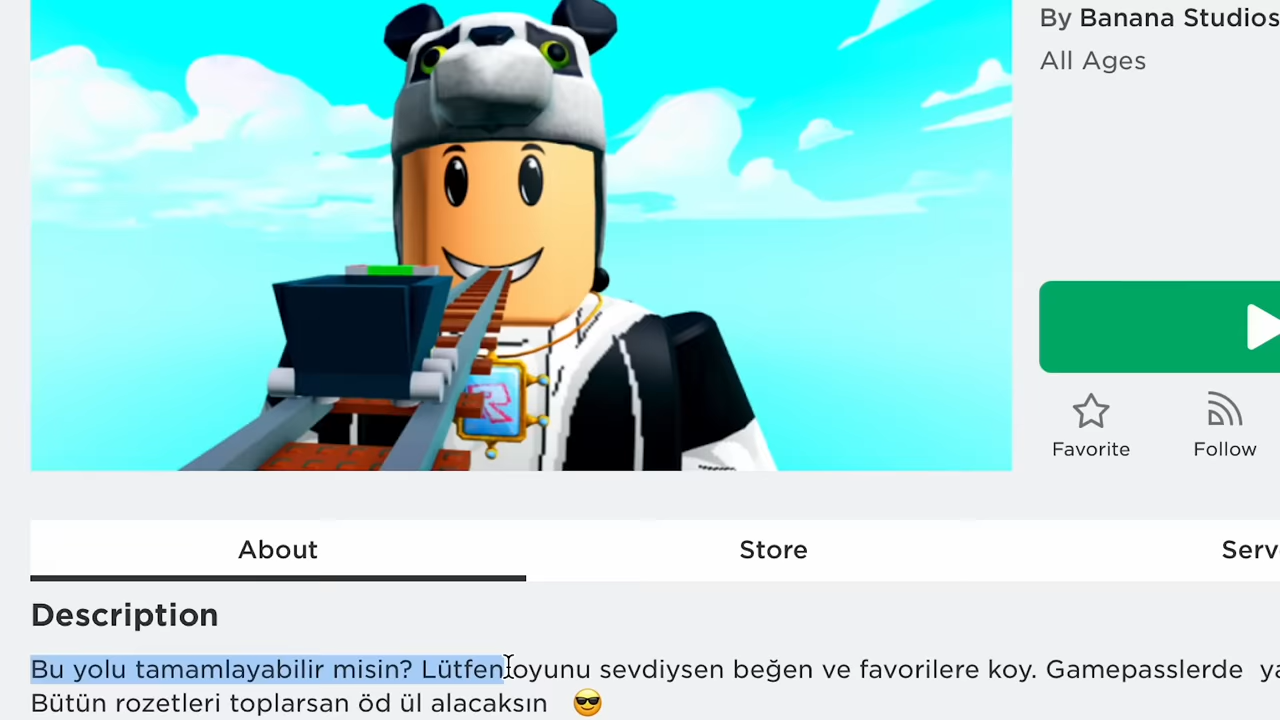 By Banana Studios
All Ages
R
Favorite
Follow
About
Store
Description
Bu yolu tamamlayabilir misin? Lütfen oyunu sevdiysen beğen ve favorilere koy. Gamepasslerde
Bütün rozetleri toplarsan öd ül alacaksın 😎